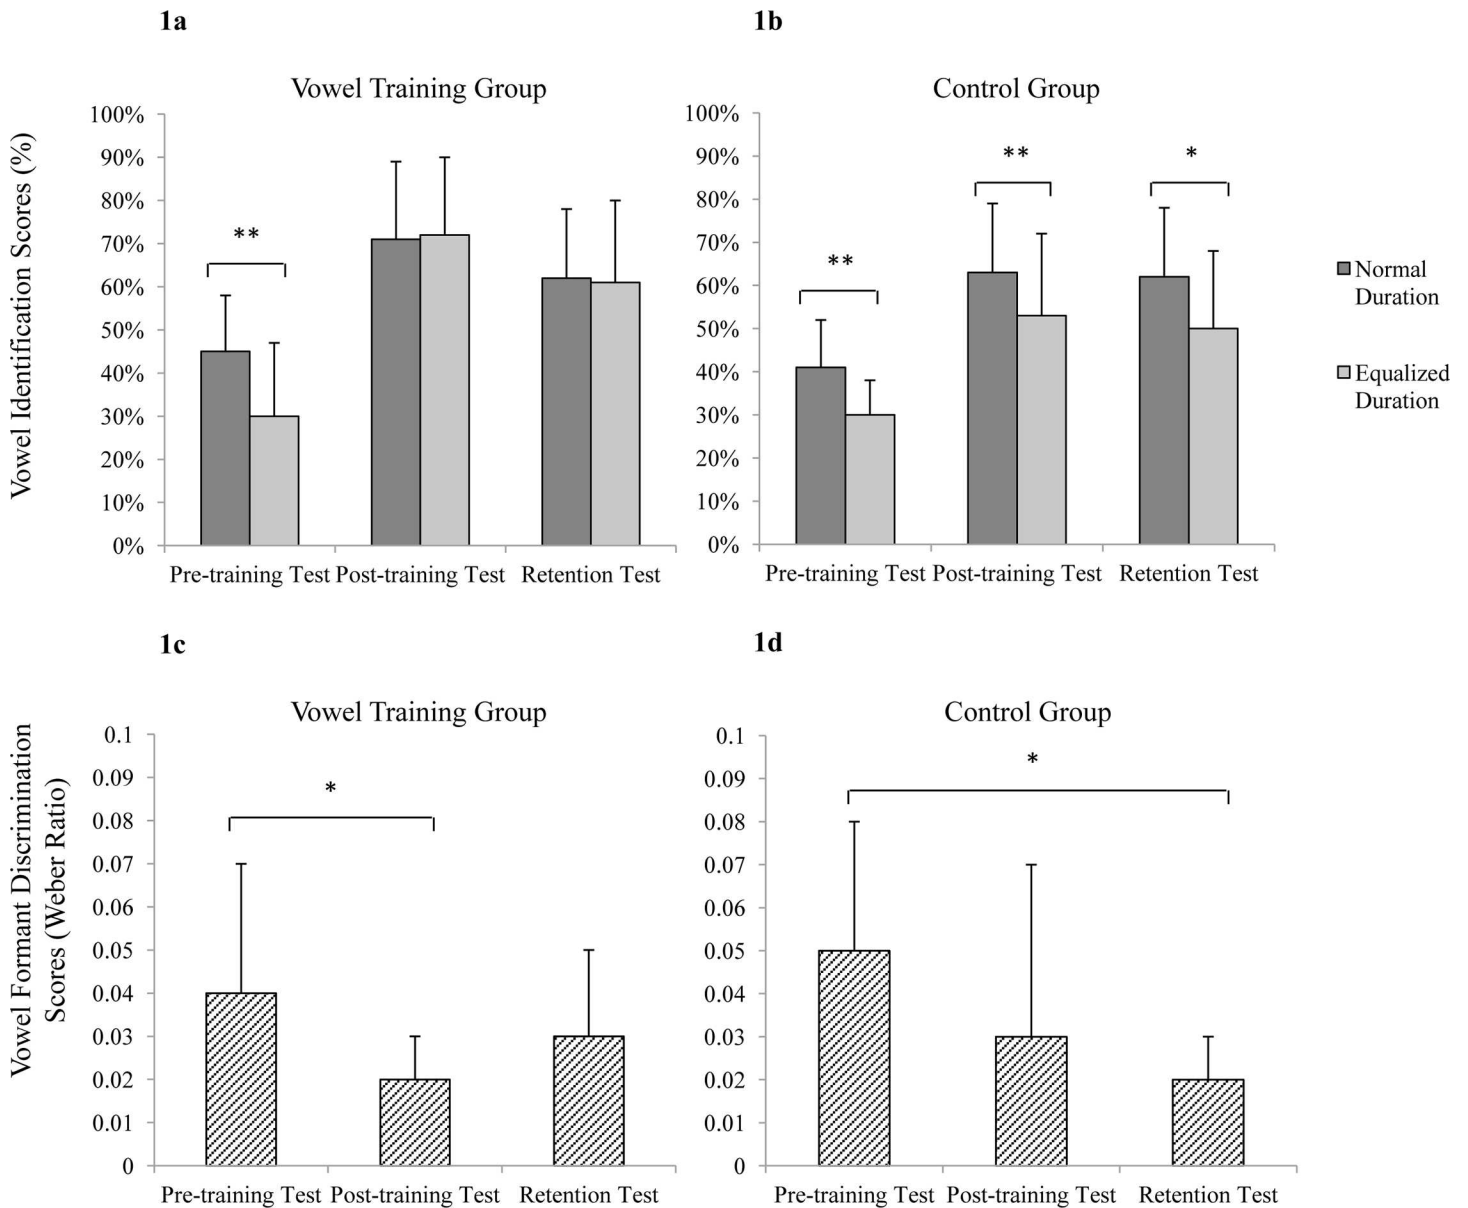 1a
Vowel Training Group
Vowel Identification Scores (%)
100%
90%
80%
70%
60%
50%
40%
30%
20%
10%
0%
**
Pre-training Test Post-training Test Retention Test
1b
Control Group
100%
90%
80%
70%
60%
50%
40%
30%
20%
10%
0%
**
**
*
Pre-training Test Post-training Test Retention Test
Normal
Duration
Equalized
Duration
1c
Vowel Training Group
Vowel Formant Discrimination
Scores (Weber Ratio)
0.1
0.09
0.08
0.07
0.06
0.05
0.04
0.03
0.02
0.01
0
*
Pre-training Test Post-training Test Retention Test
1d
Control Group
0.1
0.09
0.08
0.07
0.06
0.05
0.04
0.03
0.02
0.01
0
*
Pre-training Test Post-training Test Retention Test